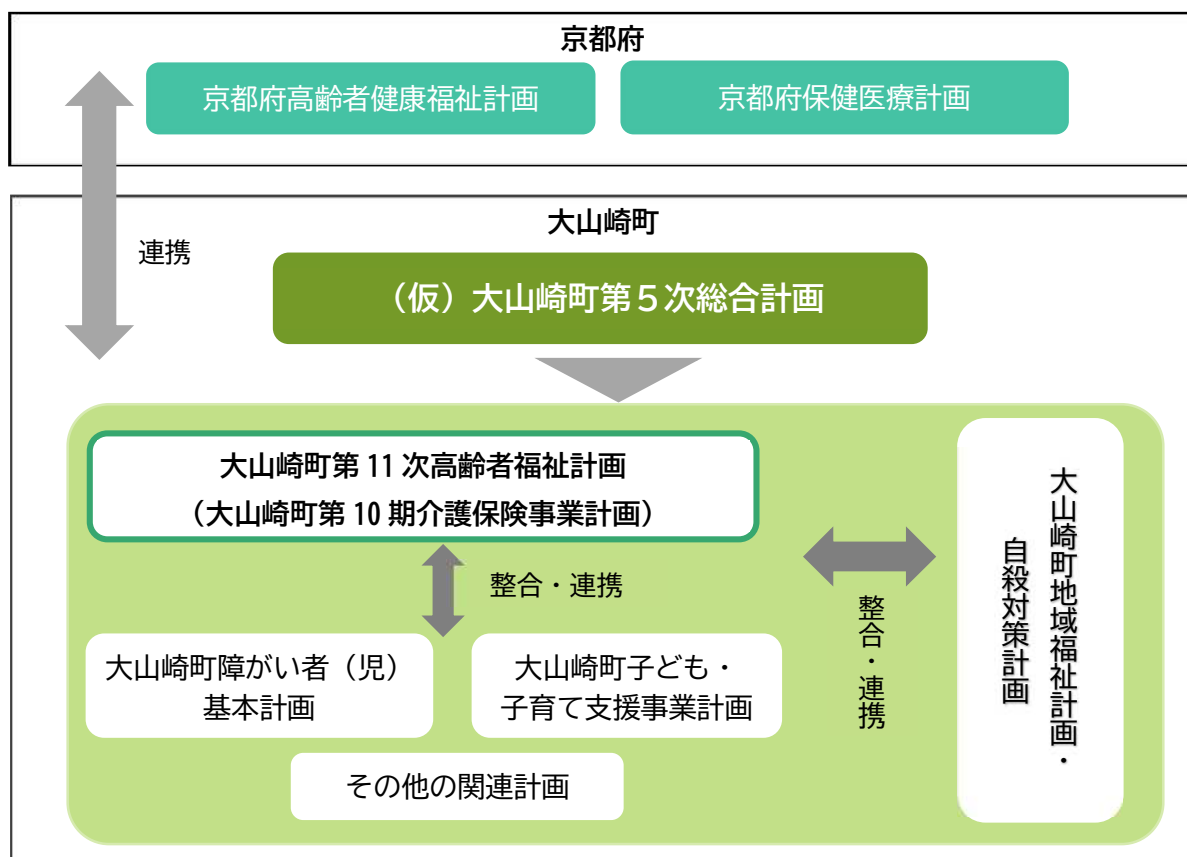 京都府
京都府高齢者健康福祉計画
京都府保健医療計画
連携
大山崎町
（仮）大山崎町第５次総合計画
大山崎町第 11 次高齢者福祉計画
（大山崎町第 10 期介護保険事業計画）
整合・連携
大山崎町障がい者（児）
基本計画
大山崎町子ども・
子育て支援事業計画
その他の関連計画
整合・連携
大山崎町地域福祉計画・
自殺対策計画